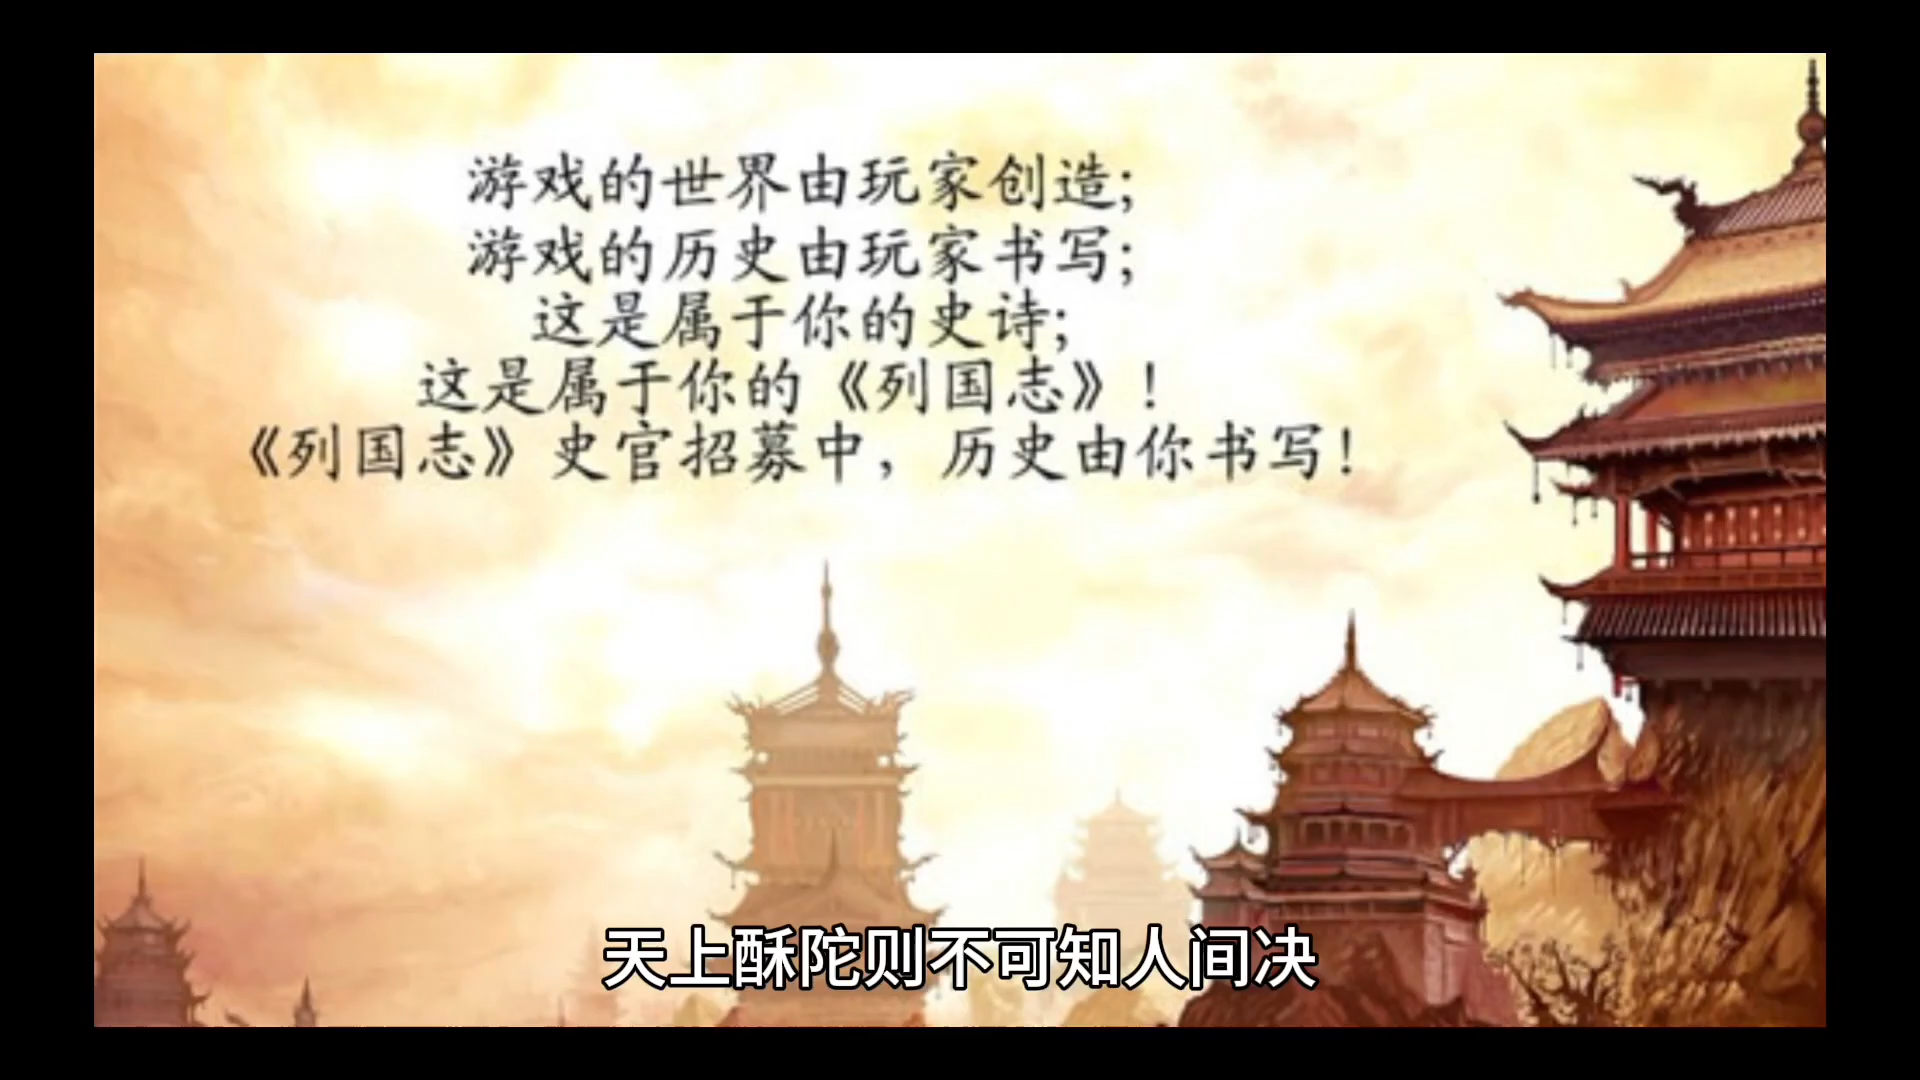 游戏的世界由玩家创造;
游戏的历史由玩家书写;
这是属于你的史诗;
这是属于你的《列国志》!
《列国志》史官招募中，历史由你书写!
天上酥陀则不可知人间决